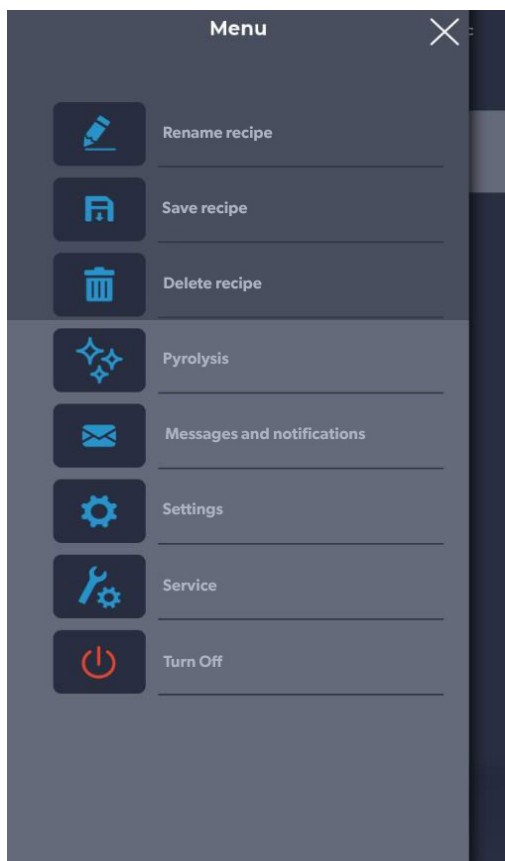 Menu
Rename recipe
Save recipe
Delete recipe
Pyrolysis
Messages and notifications
Settings
Service
Turn Off